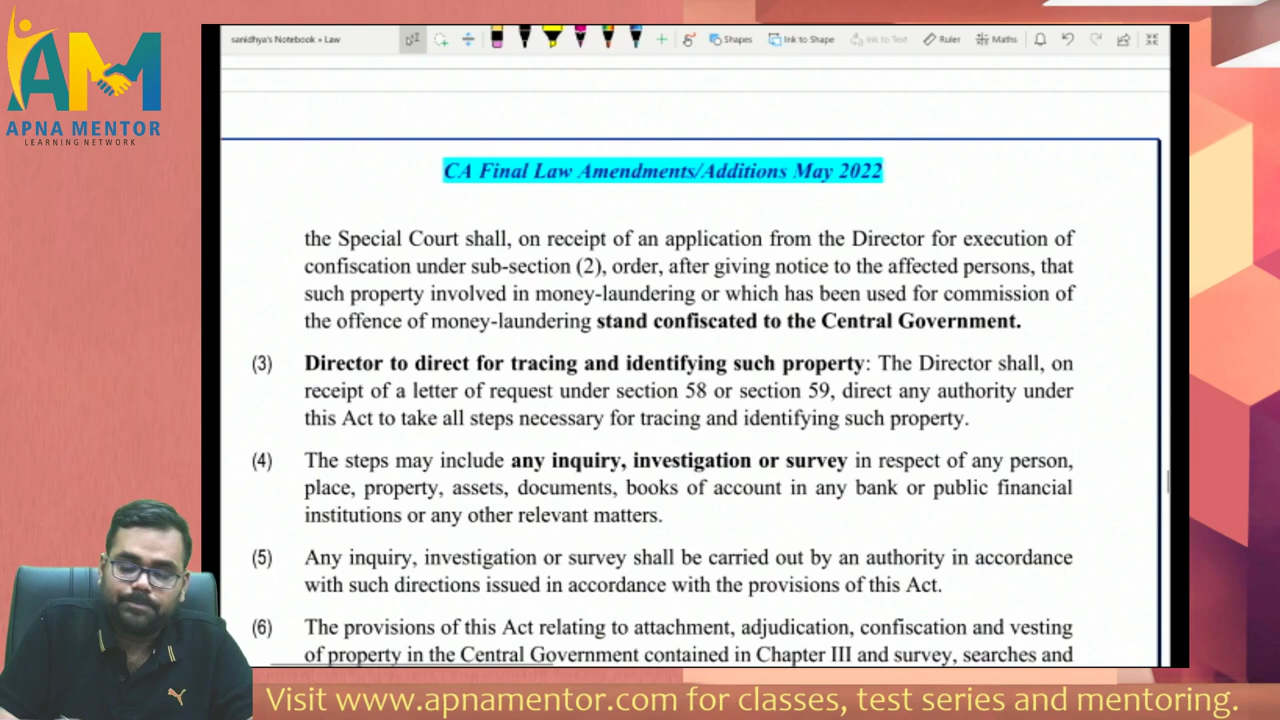 AM
APNA MENTOR
LEARNING NETWORK
sanidhya's Notebook » Law
Shapes
Ink to Shape
Ink to Text
Ruler
Maths
CA Final Law Amendments/Additions May 2022
the Special Court shall, on receipt of an application from the Director for execution of
confiscation under sub-section (2), order, after giving notice to the affected persons, that
such property involved in money-laundering or which has been used for commission of
the offence of money-laundering stand confiscated to the Central Government.
(3) Director to direct for tracing and identifying such property: The Director shall, on
receipt of a letter of request under section 58 or section 59, direct any authority under
this Act to take all steps necessary for tracing and identifying such property.
(4) The steps may include any inquiry, investigation or survey in respect of any person,
place, property, assets, documents, books of account in any bank or public financial
institutions or any other relevant matters.
(5) Any inquiry, investigation or survey shall be carried out by an authority in accordance
with such directions issued in accordance with the provisions of this Act.
(6) The provisions of this Act relating to attachment, adjudication, confiscation and vesting
of property in the Central Government contained in Chapter III and survey, searches and
Visit www.apnamentor.com for classes, test series and mentoring.